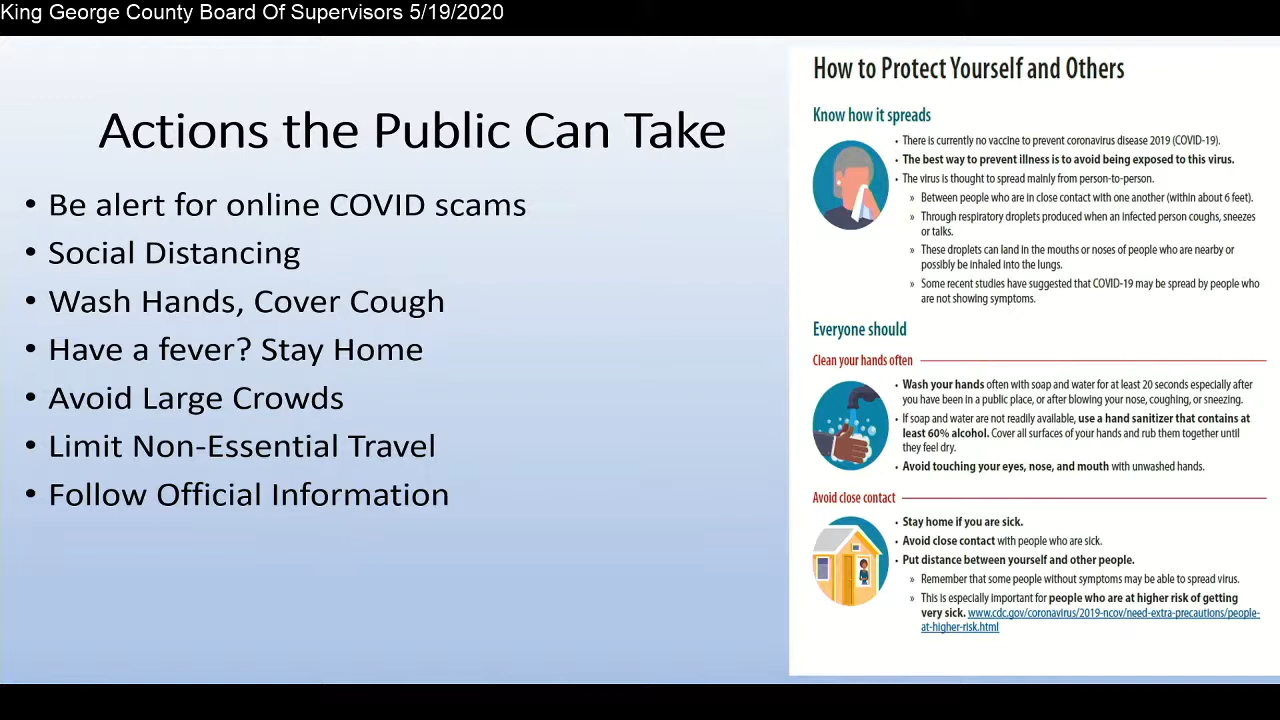 King George County Board Of Supervisors 5/19/2020
Actions the Public Can Take
• Be alert for online COVID scams
• Social Distancing
• Wash Hands, Cover Cough
• Have a fever? Stay Home
• Avoid Large Crowds
• Limit Non-Essential Travel
• Follow Official Information
How to Protect Yourself and Others
Know how it spreads
• There is currently no vaccine to prevent coronavirus disease 2019 (COVID-19).
• The best way to prevent illness is to avoid being exposed to this virus.
• The virus is thought to spread mainly from person-to-person.
» Between people who are in close contact with one another (within about 6 feet).
» Through respiratory droplets produced when an infected person coughs, sneezes
or talks.
» These droplets can land in the mouths or noses of people who are nearby or
possibly be inhaled into the lungs.
» Some recent studies have suggested that COVID-19 may be spread by people who
are not showing symptoms.
Everyone should
Clean your hands often
• Wash your hands often with soap and water for at least 20 seconds especially after
you have been in a public place, or after blowing your nose, coughing, or sneezing.
• If soap and water are not readily available, use a hand sanitizer that contains at
least 60% alcohol. Cover all surfaces of your hands and rub them together until
they feel dry.
• Avoid touching your eyes, nose, and mouth with unwashed hands.
Avoid close contact
• Stay home if you are sick.
• Avoid close contact with people who are sick.
• Put distance between yourself and other people.
» Remember that some people without symptoms may be able to spread virus.
» This is especially important for people who are at higher risk of getting
very sick. www.cdc.gov/coronavirus/2019-ncov/need-extra-precautions/people-
at-higher-risk.html